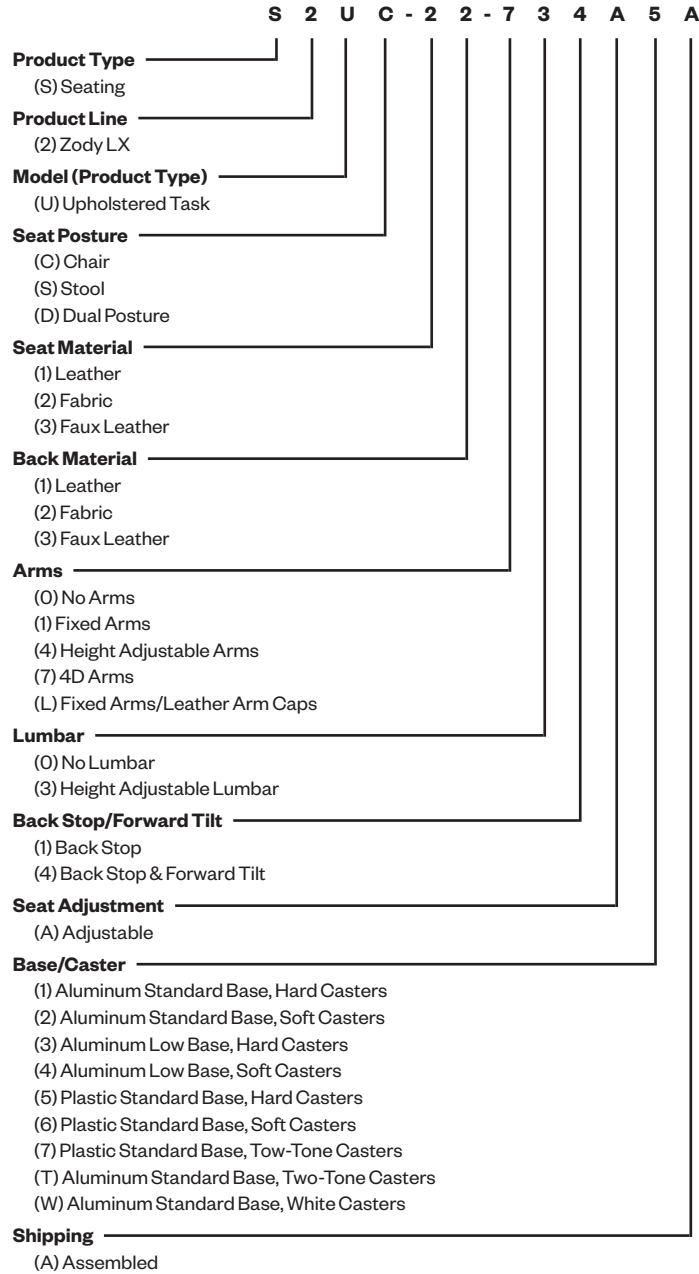 S 2 U C - 2 2 - 7 3 4 A 5 A
Product Type
(S) Seating
Product Line
(2) Zody LX
Model (Product Type)
(U) Upholstered Task
Seat Posture
(C) Chair
(S) Stool
(D) Dual Posture
Seat Material
(1) Leather
(2) Fabric
(3) Faux Leather
Back Material
(1) Leather
(2) Fabric
(3) Faux Leather
Arms
(0) No Arms
(1) Fixed Arms
(4) Height Adjustable Arms
(7) 4D Arms
(L) Fixed Arms/Leather Arm Caps
Lumbar
(0) No Lumbar
(3) Height Adjustable Lumbar
Back Stop/Forward Tilt
(1) Back Stop
(4) Back Stop & Forward Tilt
Seat Adjustment
(A) Adjustable
Base/Caster
(1) Aluminum Standard Base, Hard Casters
(2) Aluminum Standard Base, Soft Casters
(3) Aluminum Low Base, Hard Casters
(4) Aluminum Low Base, Soft Casters
(5) Plastic Standard Base, Hard Casters
(6) Plastic Standard Base, Soft Casters
(7) Plastic Standard Base, Tow-Tone Casters
(T) Aluminum Standard Base, Two-Tone Casters
(W) Aluminum Standard Base, White Casters
Shipping
(A) Assembled